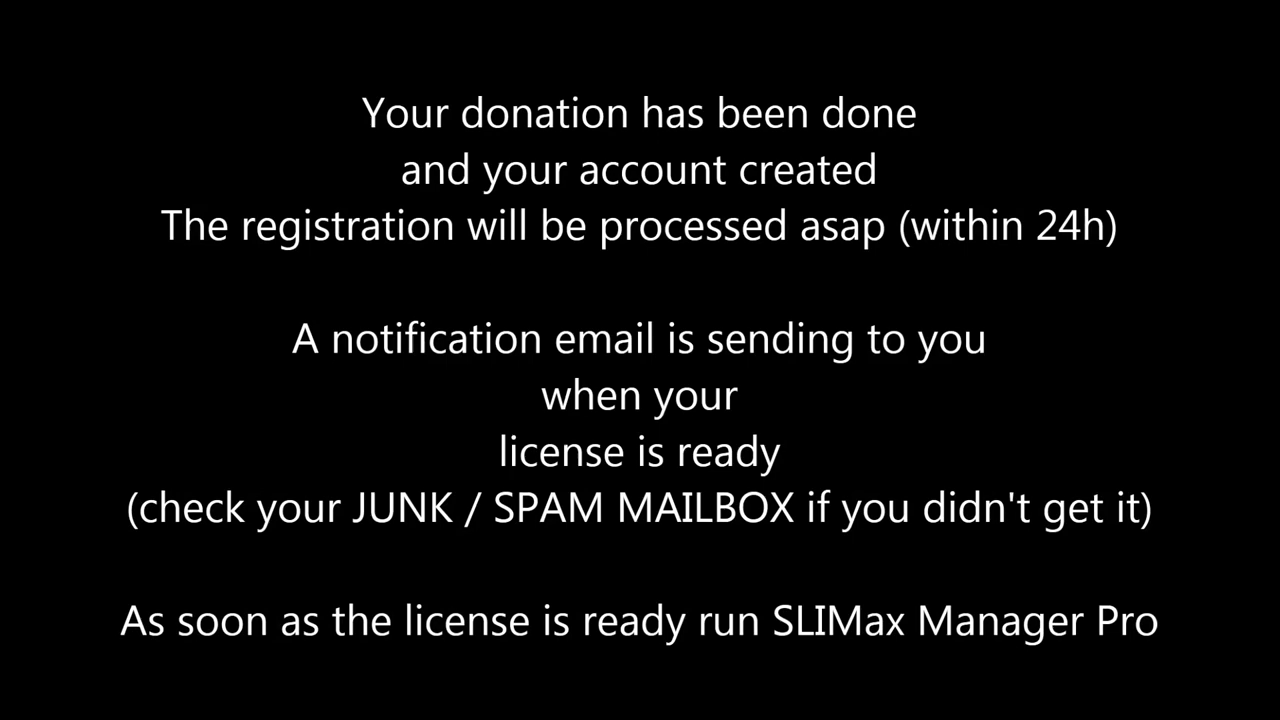 Your donation has been done
and your account created
The registration will be processed asap (within 24h)
A notification email is sending to you
when your
license is ready
(check your JUNK / SPAM MAILBOX if you didn't get it)
As soon as the license is ready run SLIMax Manager Pro